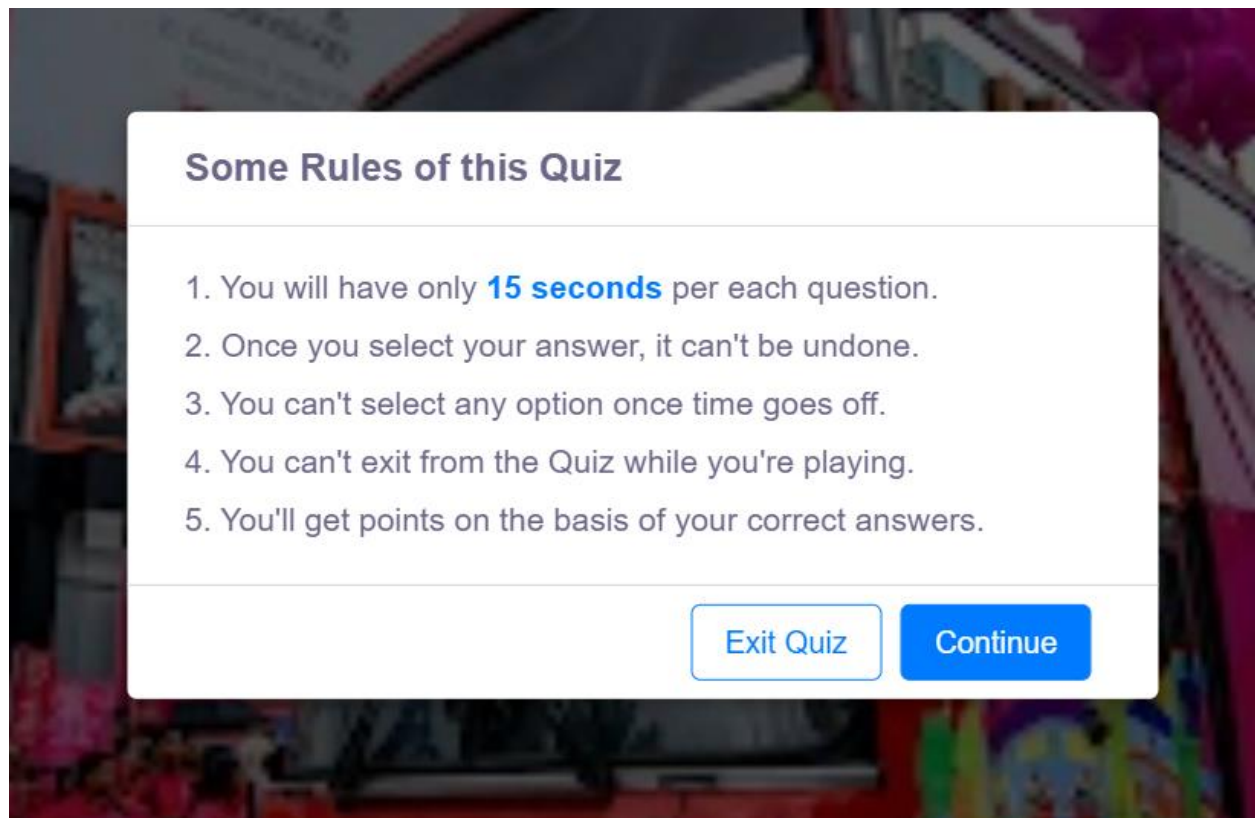 Some Rules of this Quiz
1. You will have only 15 seconds per each question.
2. Once you select your answer, it can't be undone.
3. You can't select any option once time goes off.
4. You can't exit from the Quiz while you're playing.
5. You'll get points on the basis of your correct answers.
Exit Quiz
Continue